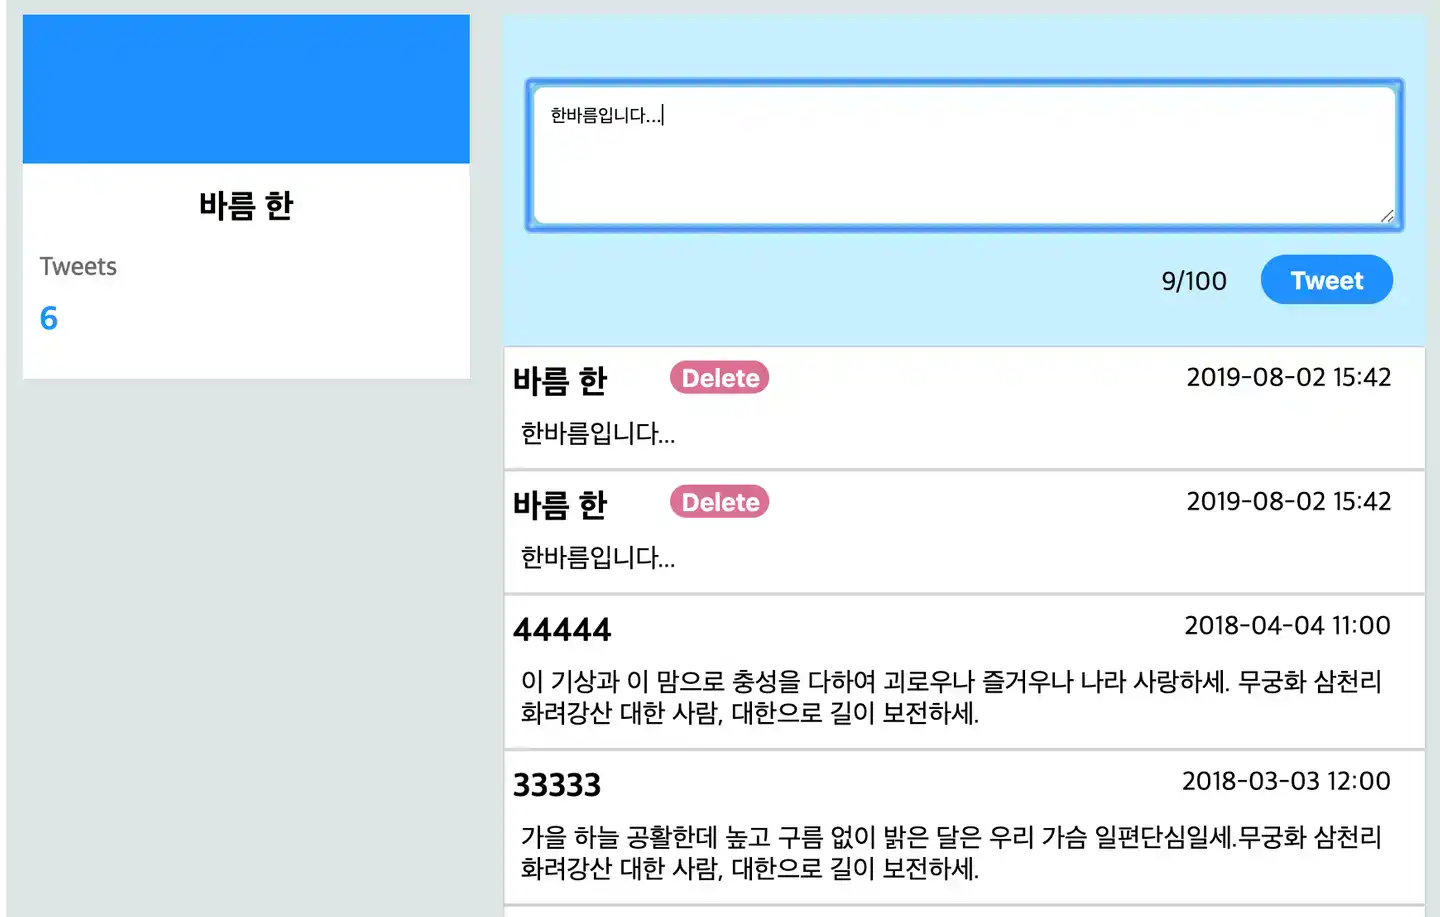 바름 한
Tweets
6
한바름입니다...
9/100
Tweet
바름 한
Delete
2019-08-02 15:42
한바름입니다...
바름 한
Delete
2019-08-02 15:42
한바름입니다...
44444
2018-04-04 11:00
이 기상과 이 맘으로 충성을 다하여 괴로우나 즐거우나 나라 사랑하세. 무궁화 삼천리
화려강산 대한 사람, 대한으로 길이 보전하세.
33333
2018-03-03 12:00
가을 하늘 공활한데 높고 구름 없이 밝은 달은 우리 가슴 일편단심일세.무궁화 삼천리
화려강산 대한 사람, 대한으로 길이 보전하세.